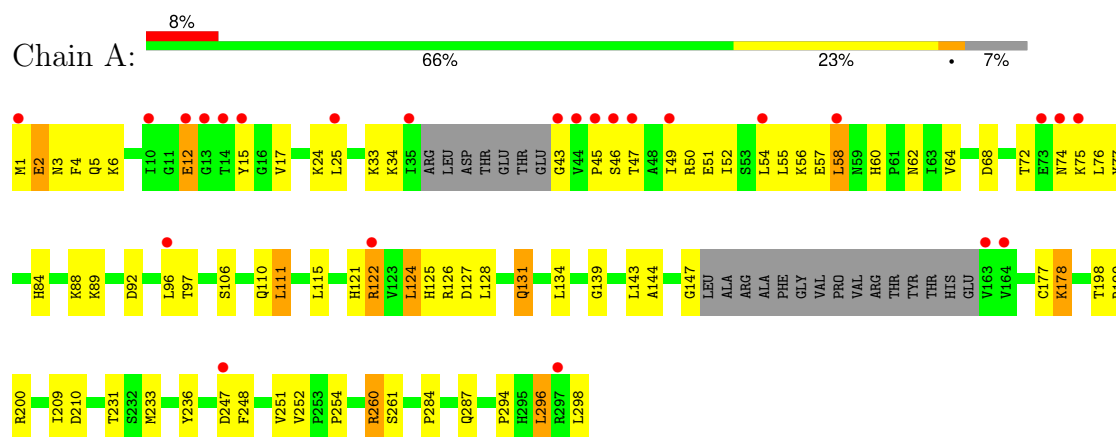 8%
Chain A:
66% 23% • 7%
M1 E2 N3 F4 Q5 K6 I10 G11 E12 G13 T14 Y15 G16 V17 K24 L25 K33 K34 I35 ARG LEU ASP THR GLU THR GLU G43 V44 P45 S46 T47 A48 I49 R50 E51 I52 S53 L54 L55 K56 E57 L58 N59 H60 P61 N62 I63 V64 D68 T72 E73 N74 K75 L76 Y77
H84 K88 K89 D92 L96 T97 S106 Q110 L111 L115 H121 R122 V123 L124 H125 R126 D127 L128 Q131 L134 G139 L143 A144 G147 LEU ALA ARG ALA PHE GLY VAL PRO VAL ARG THR TYR THR HIS GLU V163 V164 C177 K178 T198
R200 I209 D210 T231 S232 M233 Y236 D247 F248 V251 V252 P253 P254 R260 S261 P284 Q287 P294 H295 L296 R297 L298